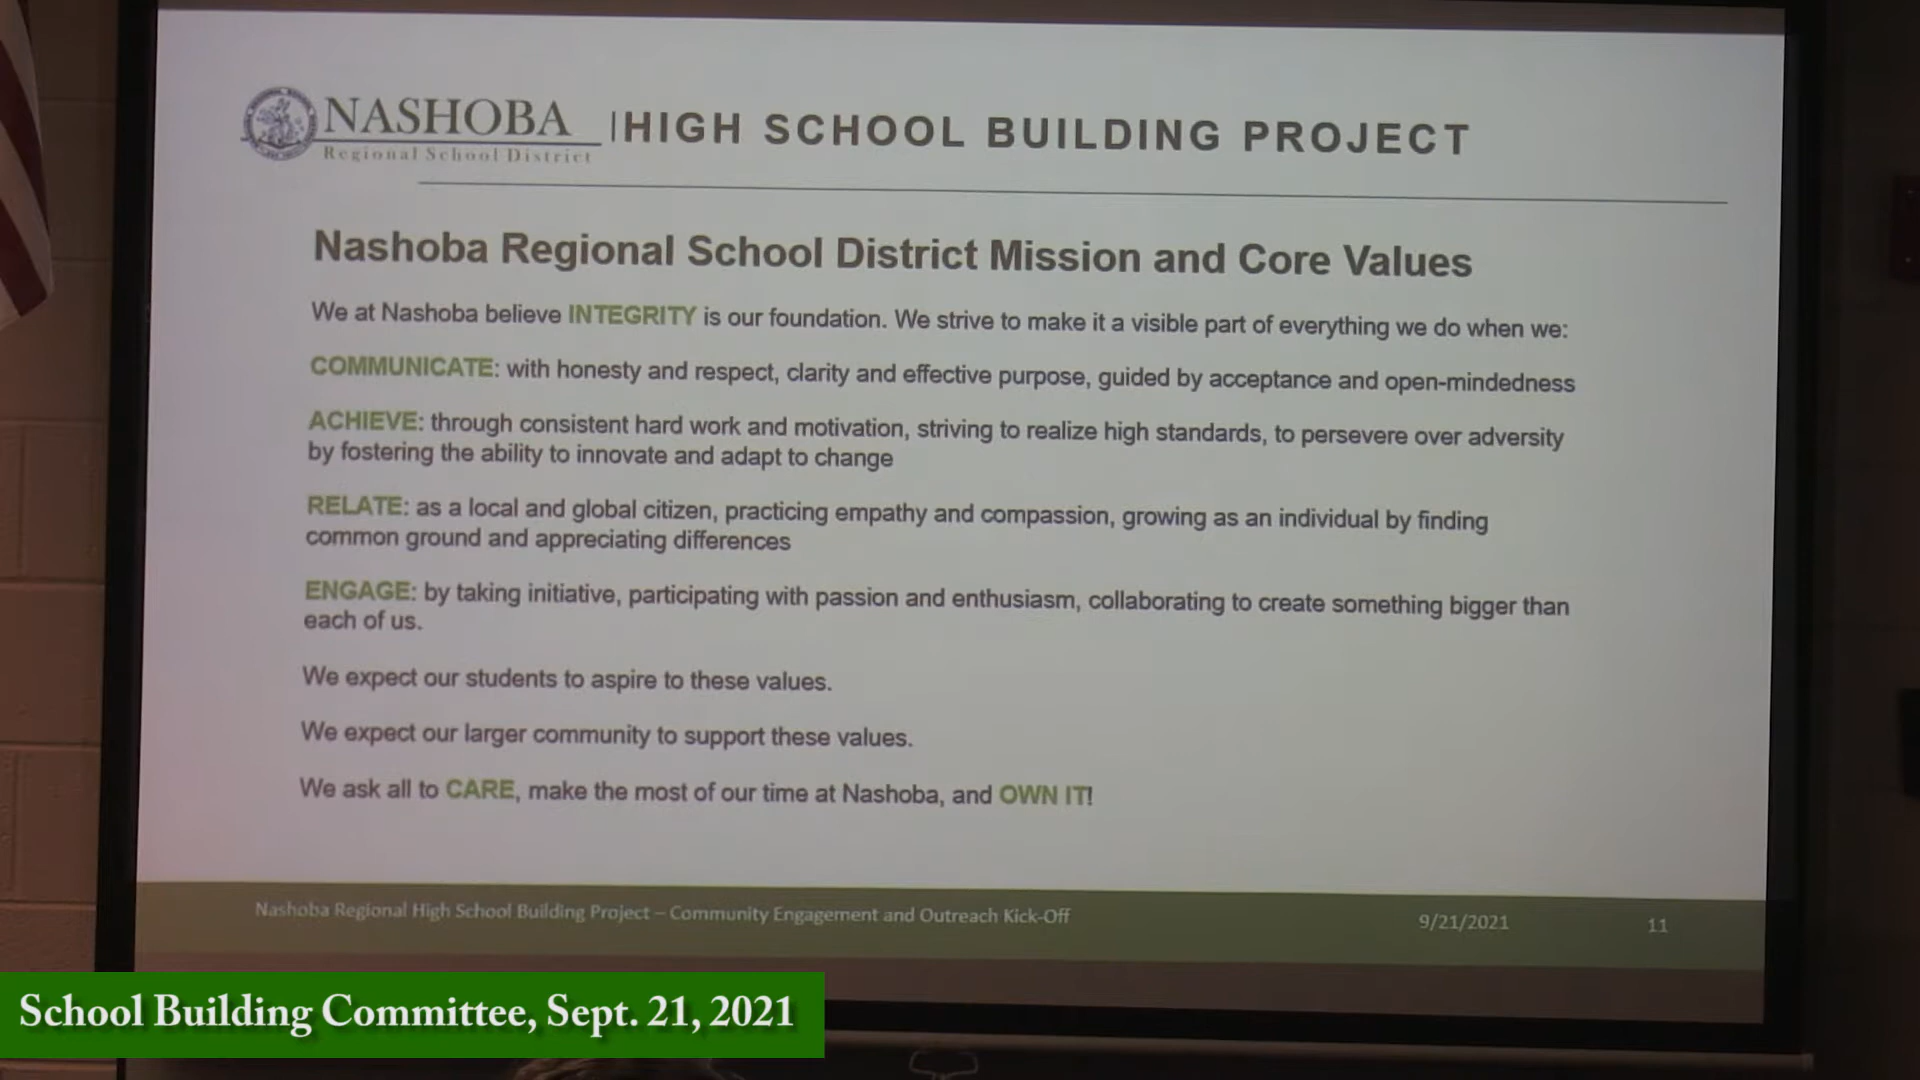 NASHOBA
Regional School District
HIGH SCHOOL BUILDING PROJECT
Nashoba Regional School District Mission and Core Values
We at Nashoba believe INTEGRITY is our foundation. We strive to make it a visible part of everything we do when we:
COMMUNICATE: with honesty and respect, clarity and effective purpose, guided by acceptance and open-mindedness
ACHIEVE: through consistent hard work and motivation, striving to realize high standards, to persevere over adversity
by fostering the ability to innovate and adapt to change
RELATE: as a local and global citizen, practicing empathy and compassion, growing as an individual by finding
common ground and appreciating differences
ENGAGE: by taking initiative, participating with passion and enthusiasm, collaborating to create something bigger than
each of us.
We expect our students to aspire to these values.
We expect our larger community to support these values.
We ask all to CARE, make the most of our time at Nashoba, and OWN IT!
Nashoba Regional High School Building Project – Community Engagement and Outreach Kick-Off
9/21/2021
11
School Building Committee, Sept. 21, 2021